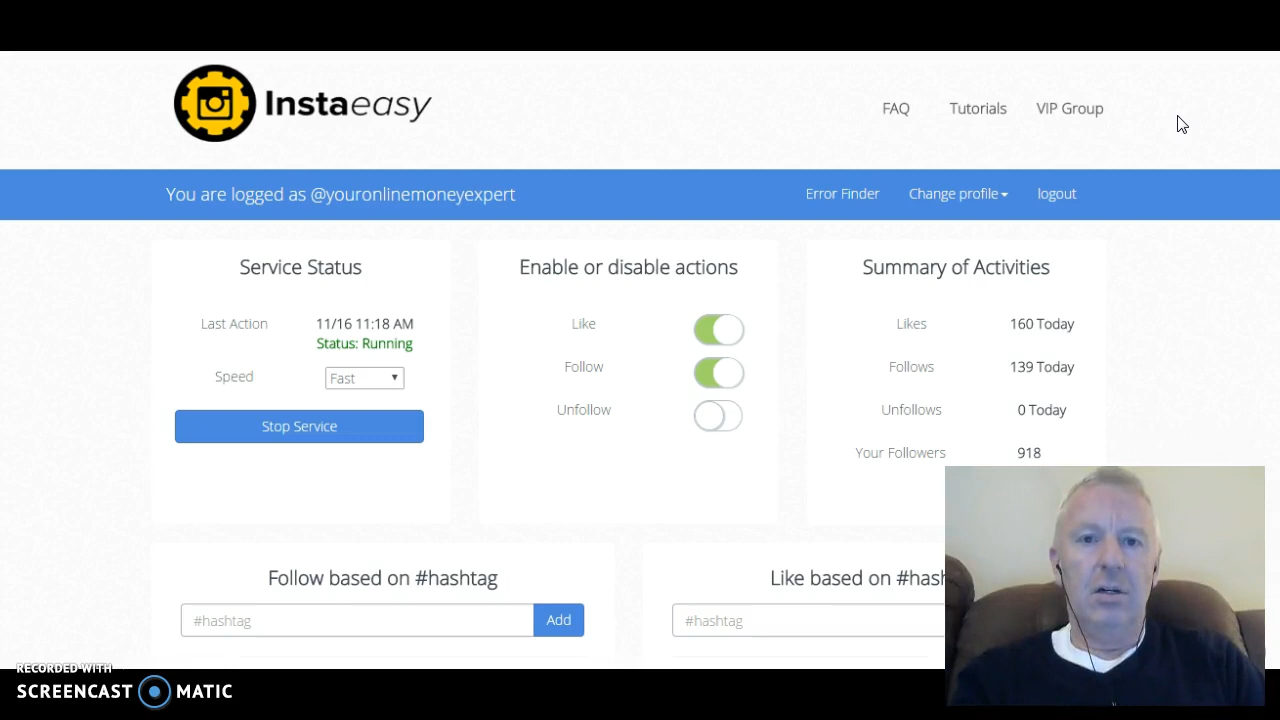 Instaeasy
FAQ Tutorials VIP Group
You are logged as @youronlinemoneyexpert
Error Finder Change profile logout
Service Status
Last Action 11/16 11:18 AM
Status: Running
Speed Fast
Stop Service
Enable or disable actions
Like
Follow
Unfollow
Summary of Activities
Likes 160 Today
Follows 139 Today
Unfollows 0 Today
Your Followers 918
Follow based on #hashtag
#hashtag Add
Like based on #hash
#hashtag
RECORDED WITH
SCREENCAST MATIC